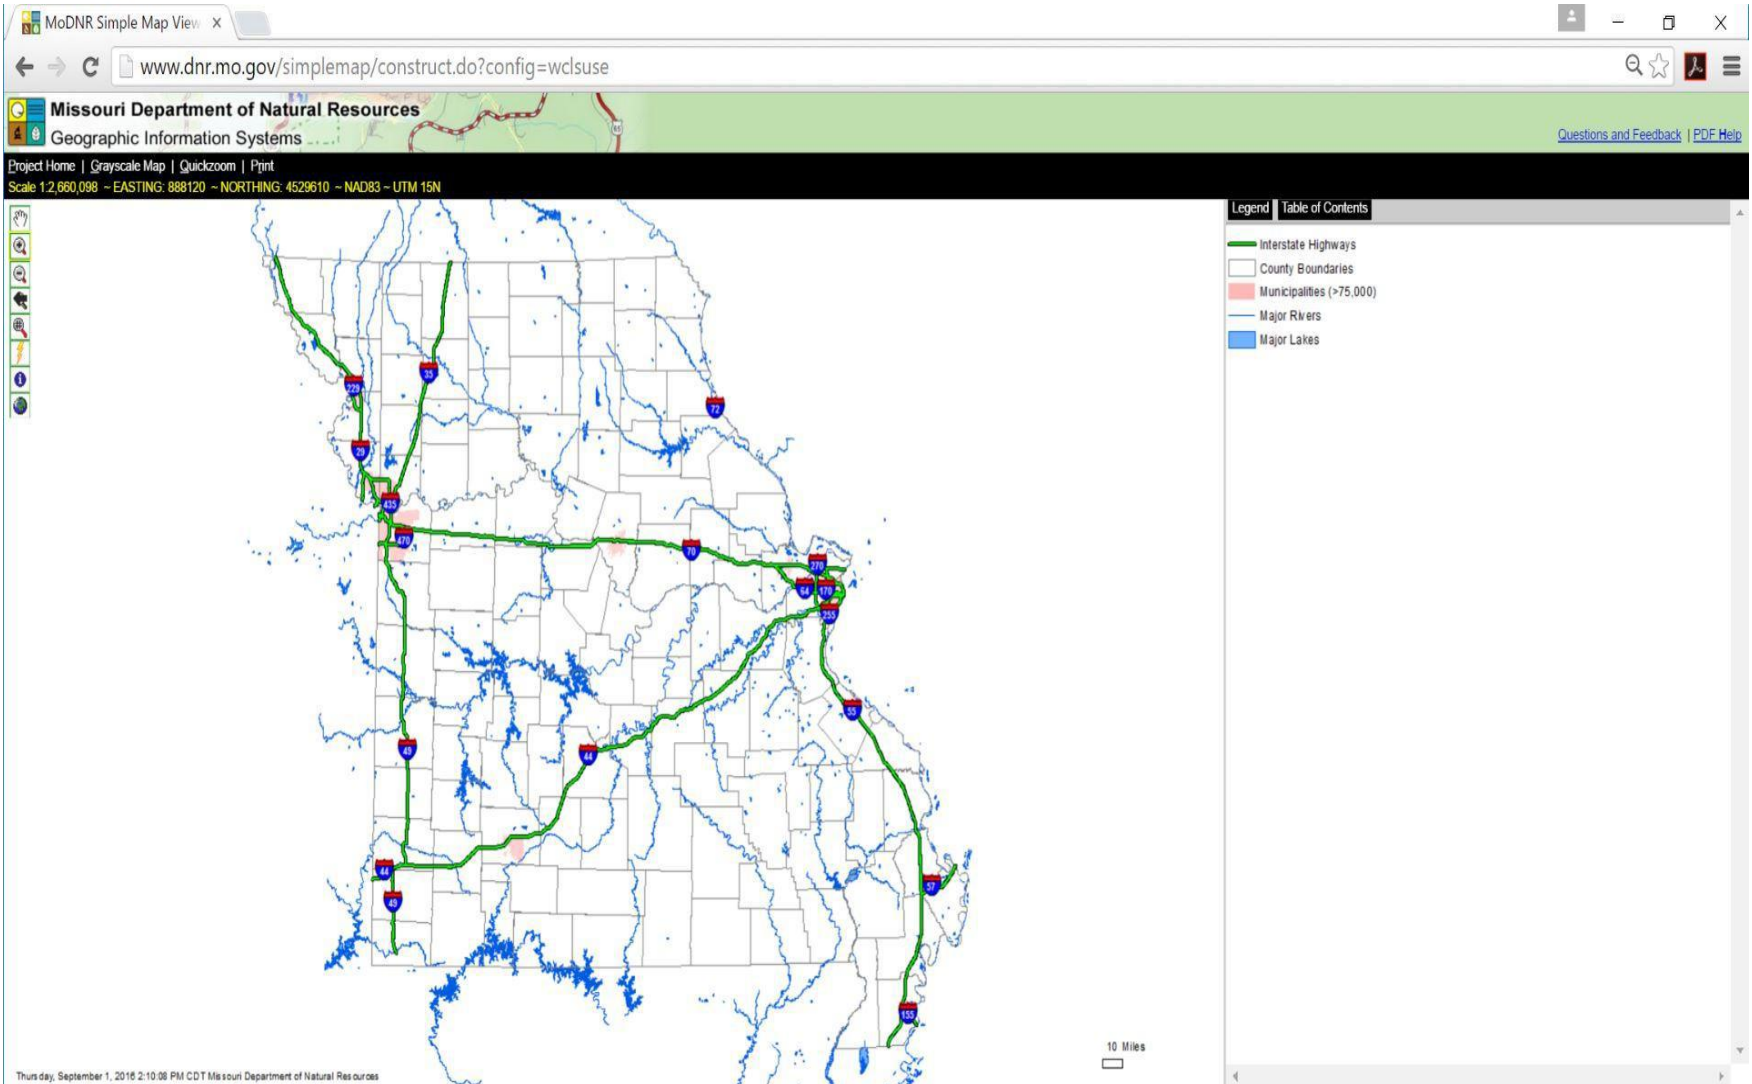 MoDNR Simple Map View
www.dnr.mo.gov/simplemap/construct.do?config=wclsuse
Missouri Department of Natural Resources
Geographic Information Systems
65
Questions and Feedback | PDF Help
Project Home | Grayscale Map | Quickzoom | Print
Scale 1:2,660,098 ~ EASTING: 888120 ~ NORTHING: 4529610 ~ NAD83 ~ UTM 15N
Legend Table of Contents
Interstate Highways
County Boundaries
Municipalities (>75,000)
Major Rivers
Major Lakes
35
229
72
29
435
470
70
270
64
170
255
55
49
44
44
57
49
155
10 Miles
Thursday, September 1, 2016 2:10:08 PM CDT Missouri Department of Natural Resources